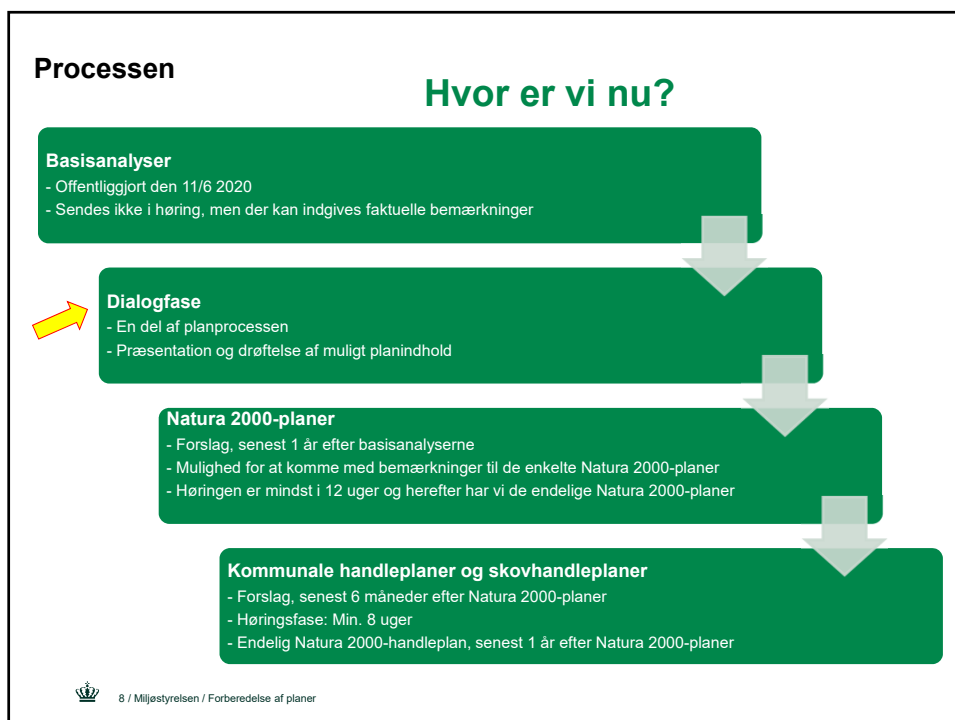 Processen
Hvor er vi nu?
Basisanalyser
- Offentliggjort den 11/6 2020
- Sendes ikke i høring, men der kan indgives faktuelle bemærkninger
Dialogfase
- En del af planprocessen
- Præsentation og drøftelse af muligt planindhold
Natura 2000-planer
- Forslag, senest 1 år efter basisanalyserne
- Mulighed for at komme med bemærkninger til de enkelte Natura 2000-planer
- Høringen er mindst i 12 uger og herefter har vi de endelige Natura 2000-planer
Kommunale handleplaner og skovhandleplaner
- Forslag, senest 6 måneder efter Natura 2000-planer
- Høringsfase: Min. 8 uger
- Endelig Natura 2000-handleplan, senest 1 år efter Natura 2000-planer
8 / Miljøstyrelsen / Forberedelse af planer